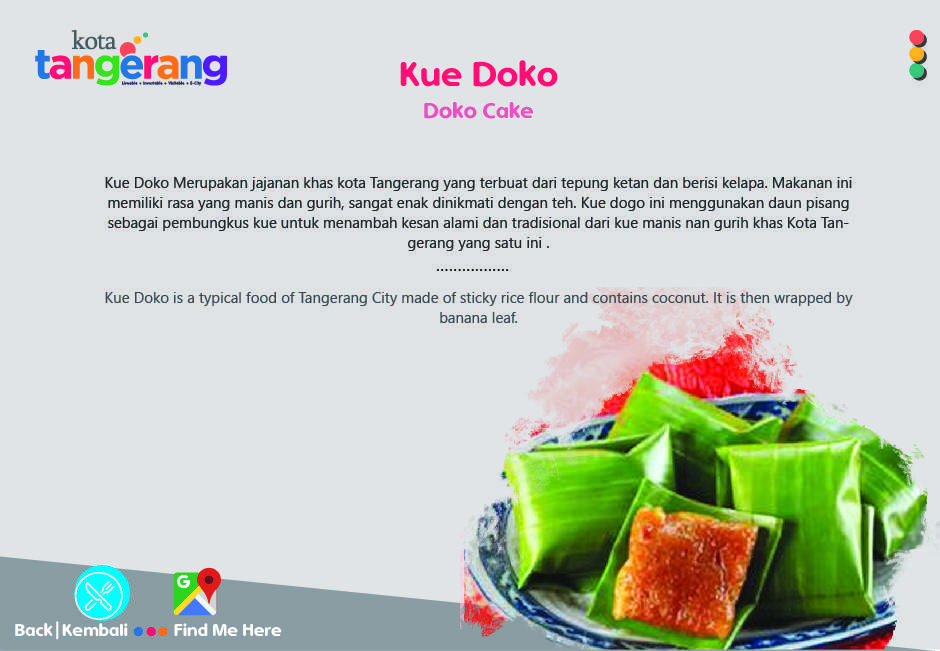 kota
tangerang
Liveable + Investable + Visitable + E-City
Kue Doko
Doko Cake
Kue Doko Merupakan jajanan khas kota Tangerang yang terbuat dari tepung ketan dan berisi kelapa. Makanan ini
memiliki rasa yang manis dan gurih, sangat enak dinikmati dengan teh. Kue dogo ini menggunakan daun pisang
sebagai pembungkus kue untuk menambah kesan alami dan tradisional dari kue manis nan gurih khas Kota Tan-
gerang yang satu ini .
.................
Kue Doko is a typical food of Tangerang City made of sticky rice flour and contains coconut. It is then wrapped by
banana leaf.
G
Back|Kembali
Find Me Here